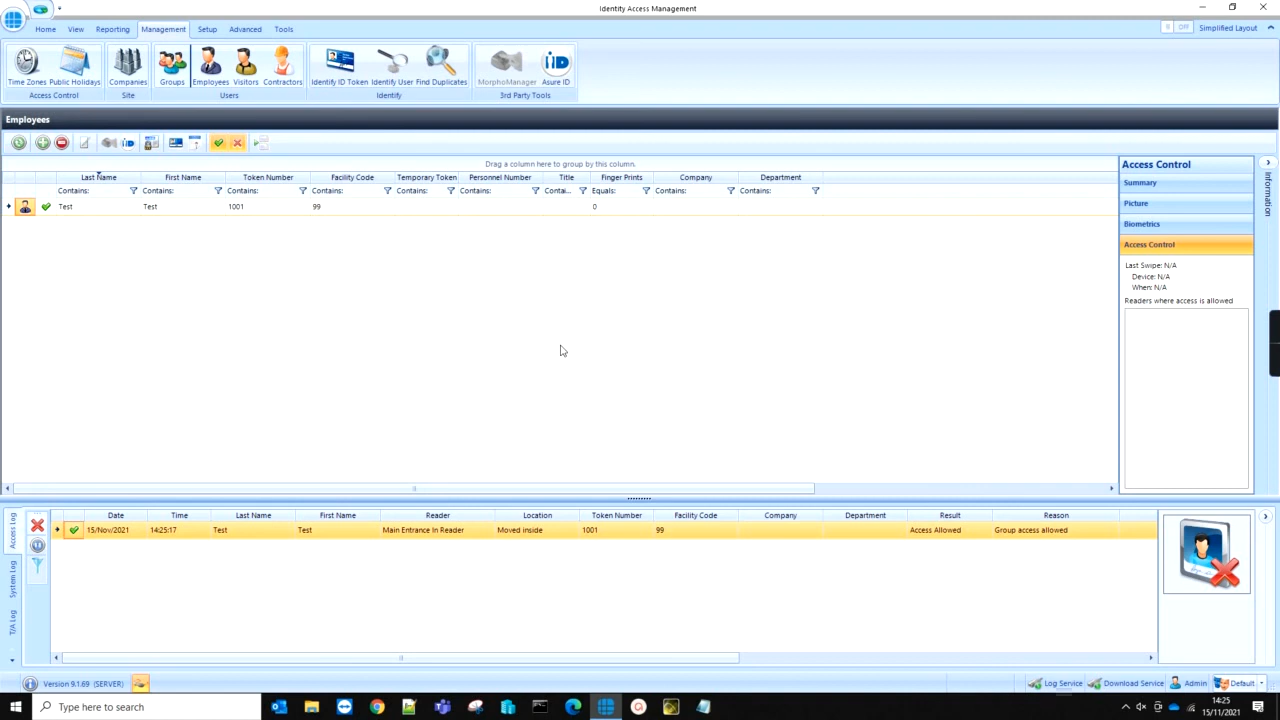 Identity Access Management
Home View Reporting Management Setup Advanced Tools
OFF Simplified Layout
Time Zones Public Holidays Companies Groups Employees Visitors Contractors Identify ID Token Identify User Find Duplicates MorphoManager Asure ID
Access Control Site Users Identify 3rd Party Tools
Employees
Drag a column here to group by this column.
Last Name First Name Token Number Facility Code Temporary Token Personnel Number Title Finger Prints Company Department
Contains: Contains: Contains: Contains: Contains: Contains: Contai... Equals: Contains: Contains:
Test Test 1001 99 0
Access Control
Summary
Picture
Biometrics
Access Control
Last Swipe: N/A
Device: N/A
When: N/A
Readers where access is allowed
Information
Access Log
System Log
T/A Log
Date Time Last Name First Name Reader Location Token Number Facility Code Company Department Result Reason
15/Nov/2021 14:25:17 Test Test Main Entrance In Reader Moved inside 1001 99 Access Allowed Group access allowed
Version 9.1.69 (SERVER)
Log Service Download Service Admin Default
Type here to search
14:25
15/11/2021